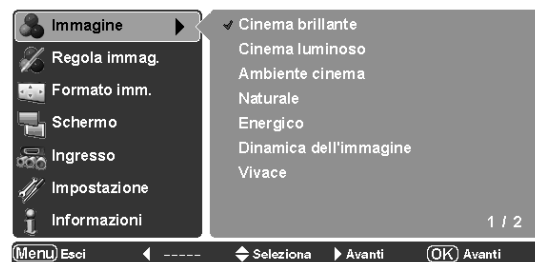 Immagine
Regola immag.
Formato imm.
Schermo
Ingresso
Impostazione
Informazioni
Cinema brillante
Cinema luminoso
Ambiente cinema
Naturale
Energico
Dinamica dell'immagine
Vivace
1 / 2
Menu Esci ----- Seleziona Avanti OK Avanti